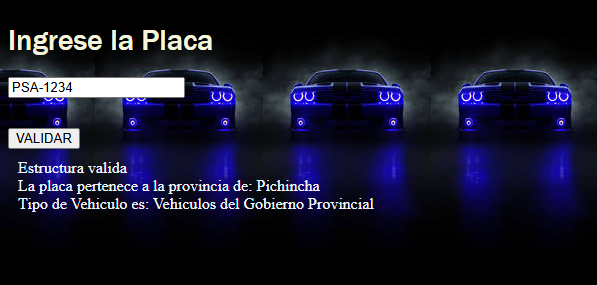 Ingrese la Placa
PSA-1234
VALIDAR
Estructura valida
La placa pertenece a la provincia de: Pichincha
Tipo de Vehiculo es: Vehiculos del Gobierno Provincial